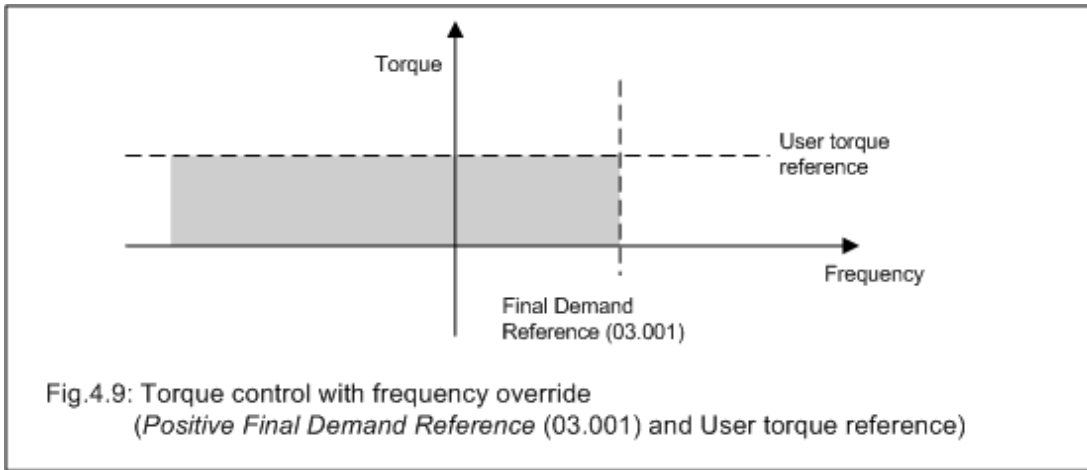 Torque
User torque
reference
Frequency
Final Demand
Reference (03.001)
Fig.4.9: Torque control with frequency override
(Positive Final Demand Reference (03.001) and User torque reference)